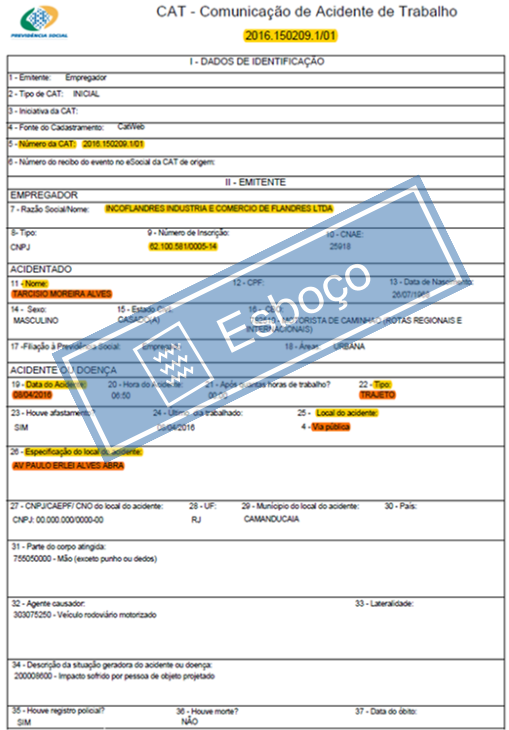 CAT - Comunicação de Acidente de Trabalho
PREVIDÊNCIA SOCIAL
2016.150209.1/01
I - DADOS DE IDENTIFICAÇÃO
1 - Emitente: Empregador
2 - Tipo de CAT: INICIAL
3 - Iniciativa da CAT:
4 - Fonte do Cadastramento: CatWeb
5 - Número da CAT: 2016.150209.1/01
6 - Número do recibo do evento no eSocial da CAT de origem:
II - EMITENTE
EMPREGADOR
7 - Razão Social/Nome: INCOFLANDRES INDUSTRIA E COMERCIO DE FLANDRES LTDA
8- Tipo: 9 - Número de Inscrição: 10 - CNAE:
CNPJ 62.100.581/0005-14 25918
ACIDENTADO
11 - Nome: 12 - CPF: 13 - Data de Nascimento:
TARCISIO MOREIRA ALVES 26/07/1968
14 - Sexo: 15 - Estado Civil: 16 - CBO:
MASCULINO CASADO(A) MOTORISTA DE CAMINHÃO (ROTAS REGIONAIS E
INTERNACIONAIS)
17 -Filiação à Previdência Social: Empregado 18 - Áreas: URBANA
Esboço
ACIDENTE OU DOENÇA
19 - Data do Acidente: 20 - Hora do Acidente: 21 - Após quantas horas de trabalho? 22 - Tipo:
08/04/2016 06:50 00:00 TRAJETO
23 - Houve afastamento? 24 - Último dia trabalhado: 25 - Local do acidente:
SIM 08/04/2016 4 - Via pública
26 - Especificação do local do acidente:
AV PAULO ERLEI ALVES ABRA
27 - CNPJ/CAEPF/ CNO do local do acidente: 28 - UF: 29 - Município do local do acidente: 30 - País:
CNPJ: 00.000.000/0000-00 RJ CAMANDUCAIA
31 - Parte do corpo atingida:
755050000 - Mão (exceto punho ou dedos)
32 - Agente causador: 33 - Lateralidade:
303075250 - Veículo rodoviário motorizado
34 - Descrição da situação geradora do acidente ou doença:
200008600 - Impacto sofrido por pessoa de objeto projetado
35 - Houve registro policial? 36 - Houve morte? 37 - Data do óbito:
SIM NÃO